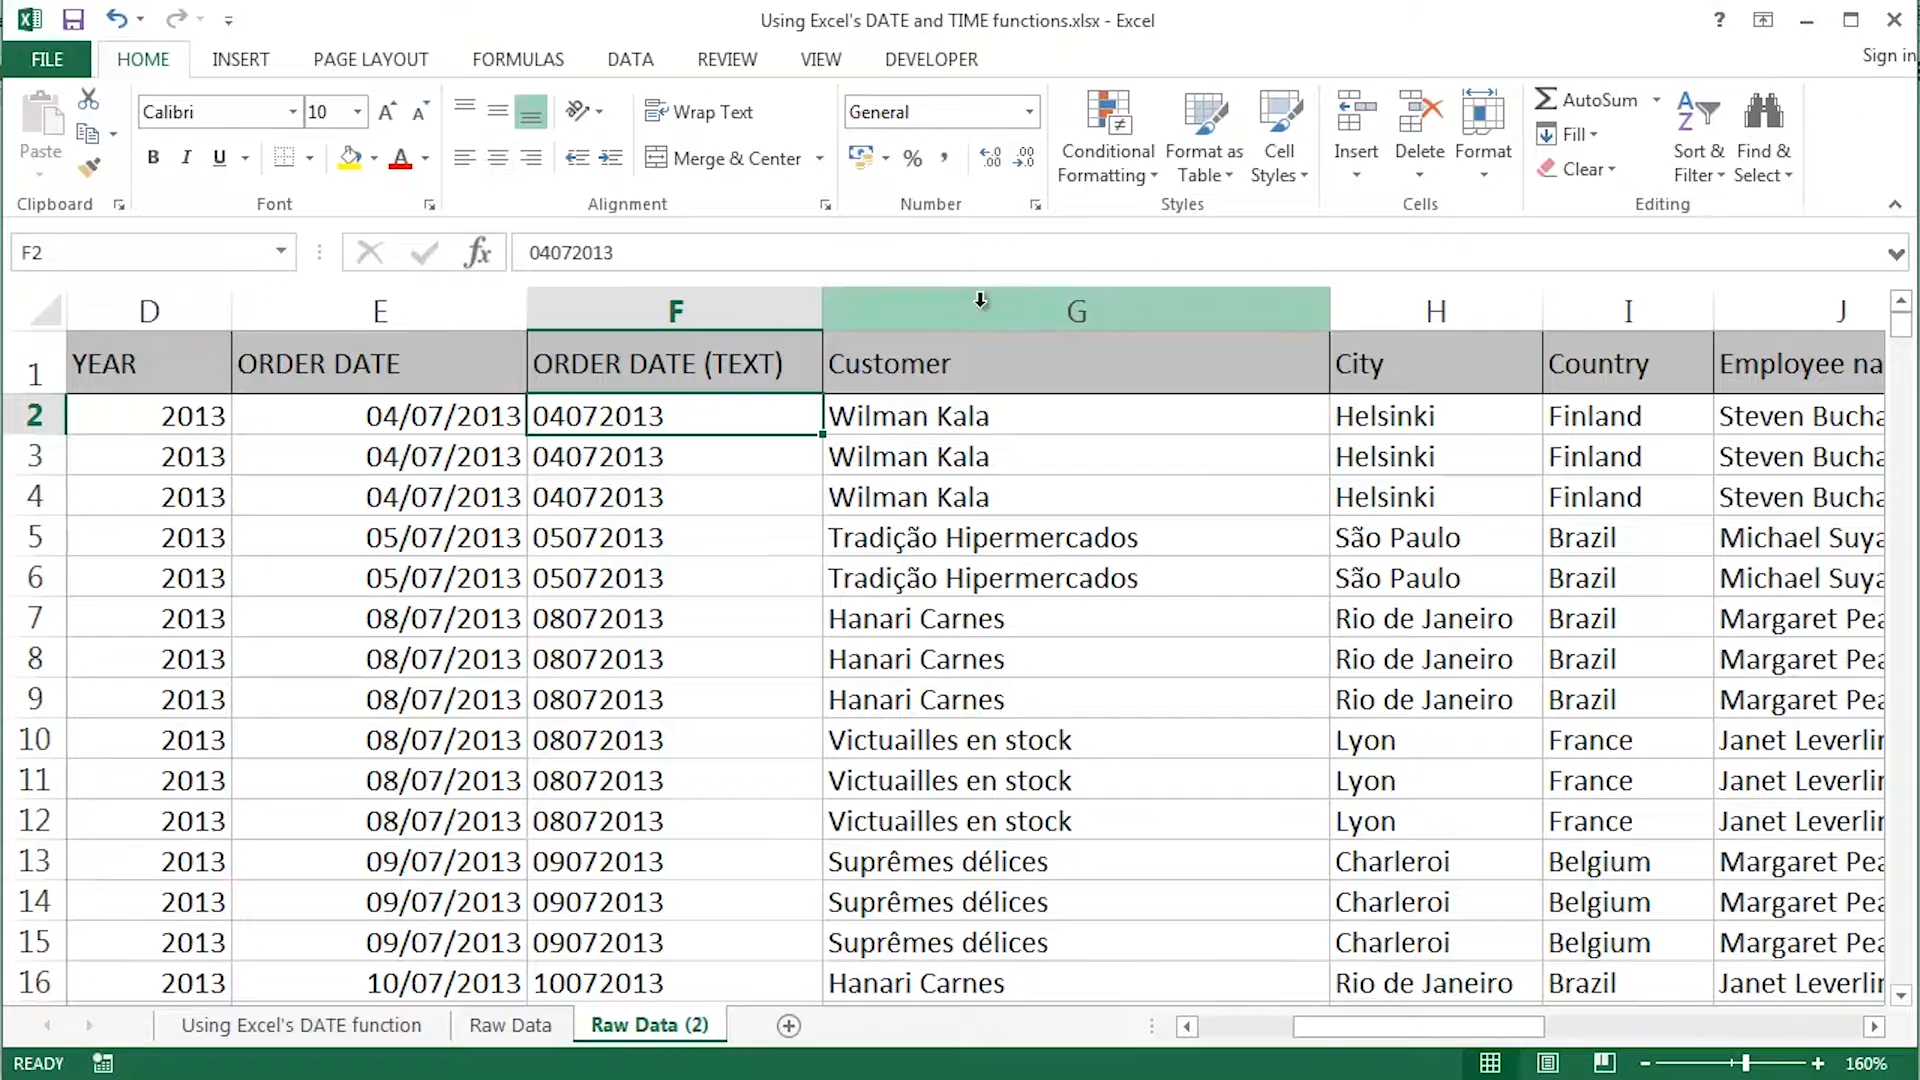 Using Excel's DATE and TIME functions.xlsx - Excel
?
FILE HOME INSERT PAGE LAYOUT FORMULAS DATA REVIEW VIEW DEVELOPER Sign in
Paste
Clipboard
Calibri 10
B I U
Font
Wrap Text
Merge & Center
Alignment
General
% ,
Number
Conditional Formatting
Format as Table
Cell Styles
Styles
Insert Delete Format
Cells
AutoSum
Fill
Clear
Sort & Filter
Find & Select
Editing
F2 fx 04072013
D E F G H I J
1 YEAR ORDER DATE ORDER DATE (TEXT) Customer City Country Employee na
2 2013 04/07/2013 04072013 Wilman Kala Helsinki Finland Steven Bucha
3 2013 04/07/2013 04072013 Wilman Kala Helsinki Finland Steven Bucha
4 2013 04/07/2013 04072013 Wilman Kala Helsinki Finland Steven Bucha
5 2013 05/07/2013 05072013 Tradição Hipermercados São Paulo Brazil Michael Suya
6 2013 05/07/2013 05072013 Tradição Hipermercados São Paulo Brazil Michael Suya
7 2013 08/07/2013 08072013 Hanari Carnes Rio de Janeiro Brazil Margaret Pea
8 2013 08/07/2013 08072013 Hanari Carnes Rio de Janeiro Brazil Margaret Pea
9 2013 08/07/2013 08072013 Hanari Carnes Rio de Janeiro Brazil Margaret Pea
10 2013 08/07/2013 08072013 Victuailles en stock Lyon France Janet Leverlin
11 2013 08/07/2013 08072013 Victuailles en stock Lyon France Janet Leverlin
12 2013 08/07/2013 08072013 Victuailles en stock Lyon France Janet Leverlin
13 2013 09/07/2013 09072013 Suprêmes délices Charleroi Belgium Margaret Pea
14 2013 09/07/2013 09072013 Suprêmes délices Charleroi Belgium Margaret Pea
15 2013 09/07/2013 09072013 Suprêmes délices Charleroi Belgium Margaret Pea
16 2013 10/07/2013 10072013 Hanari Carnes Rio de Janeiro Brazil Janet Leverlin
Using Excel's DATE function Raw Data Raw Data (2)
READY 160%